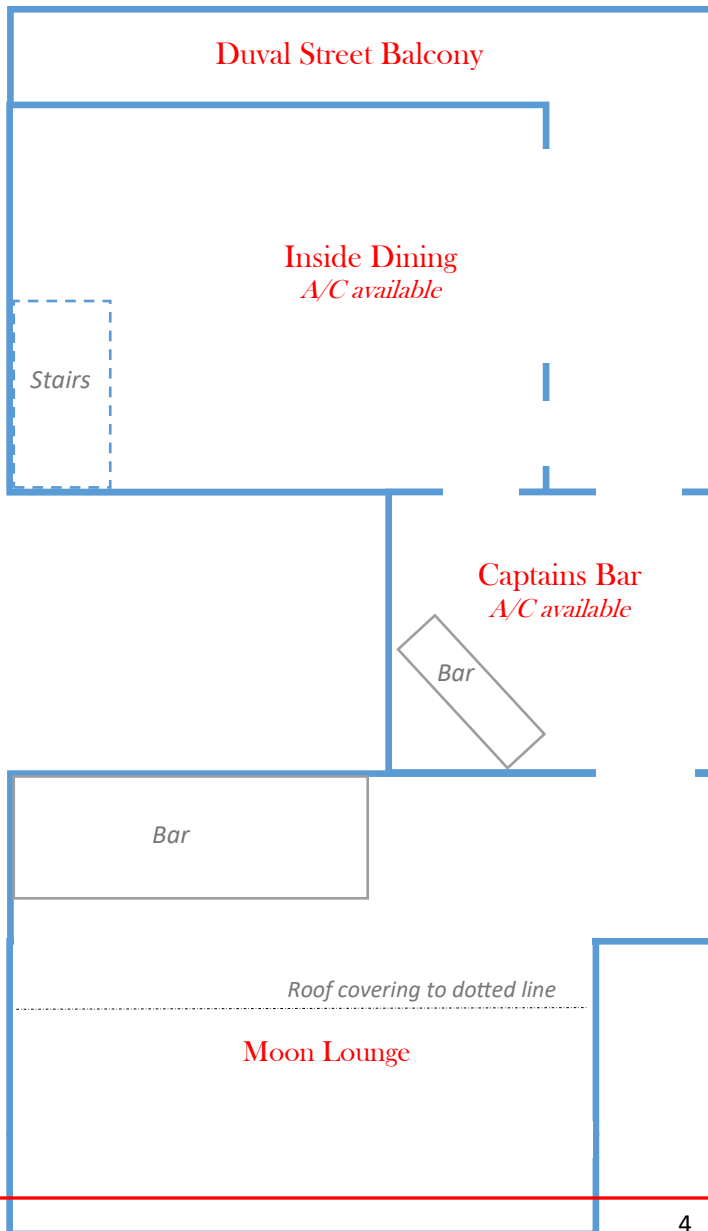 Duval Street Balcony
Inside Dining
A/C available
Stairs
Captains Bar
A/C available
Bar
Bar
Roof covering to dotted line
Moon Lounge
4